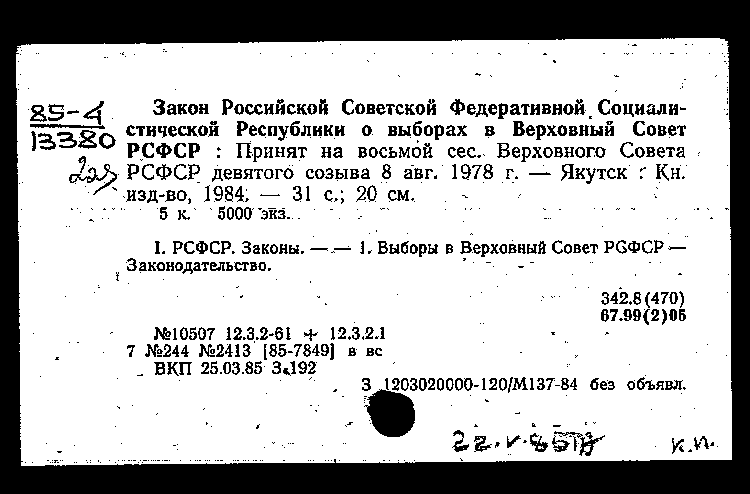 85-4
13380
2эз
Закон Российской Советской Федеративной Социали-
стической Республики о выборах в Верховный Совет
РСФСР : Принят на восьмой сес. Верховного Совета
РСФСР девятого созыва 8 авг. 1978 г. — Якутск : Кн.
изд-во, 1984. — 31 с.; 20 см.
5 к. 5000 экз.
I. РСФСР. Законы. — — 1. Выборы в Верховный Совет РСФСР —
Законодательство.
342.8(470)
67.99(2)05
№10507 12.3.2-61 + 12.3.2.1
7 №244 №2413 [85-7849] в вс
ВКП 25.03.85 З.192
З 1203020000-120/М137-84 без объявл.
22.V.85
К.П.